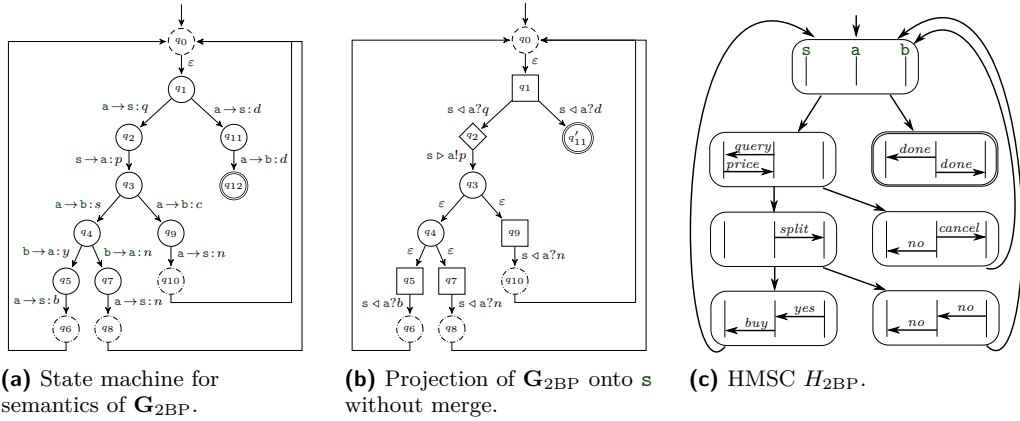 q0
ε
q1
a→s:q
a→s:d
q2
q11
s→a:p
a→b:d
q3
q12
a→b:s
a→b:c
q4
q9
b→a:y
b→a:n
a→s:n
q5
q7
q10
a→s:b
a→s:n
q6
q8
(a) State machine for
semantics of G2BP.
q0
ε
q1
s◁a?q
s◁a?d
q2
q′11
s▷a!p
q3
ε
ε
q4
q9
ε
ε
s◁a?n
q5
q7
q10
s◁a?b
s◁a?n
q6
q8
(b) Projection of G2BP onto s
without merge.
s a b
query
price
done
done
split
cancel
no
yes
buy
no
no
(c) HMSC H2BP.